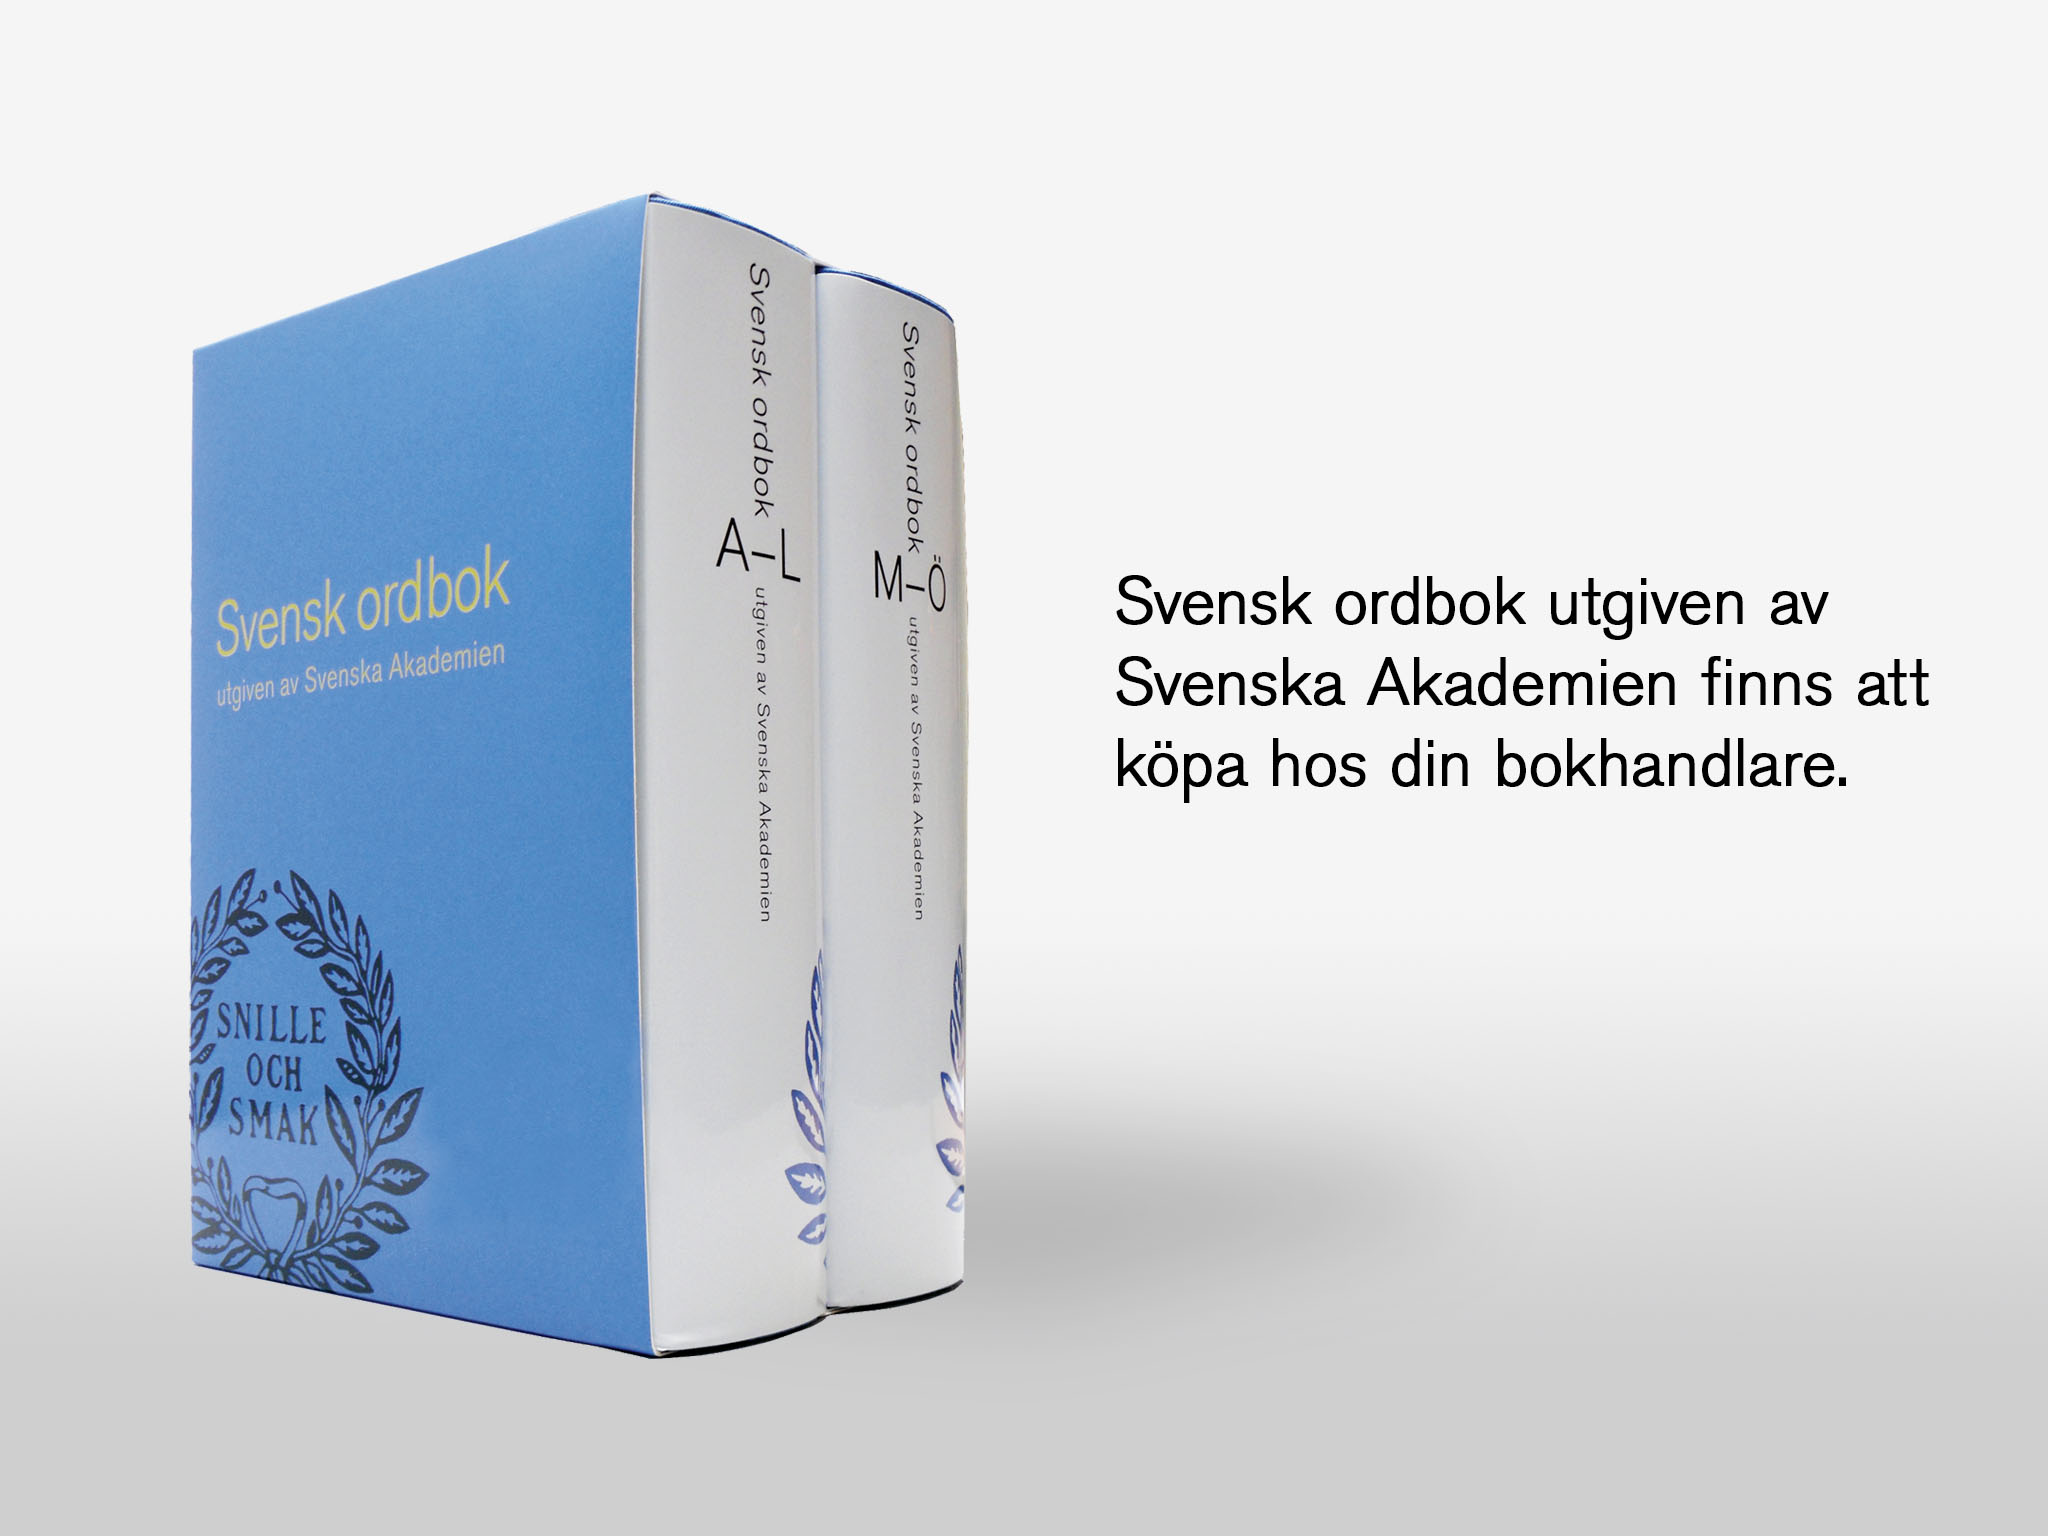 Svensk ordbok
utgiven av Svenska Akademien
SNILLE
OCH
SMAK
Svensk ordbok
A–L
utgiven av Svenska Akademien
Svensk ordbok
M–Ö
utgiven av Svenska Akademien
Svensk ordbok utgiven av
Svenska Akademien finns att
köpa hos din bokhandlare.